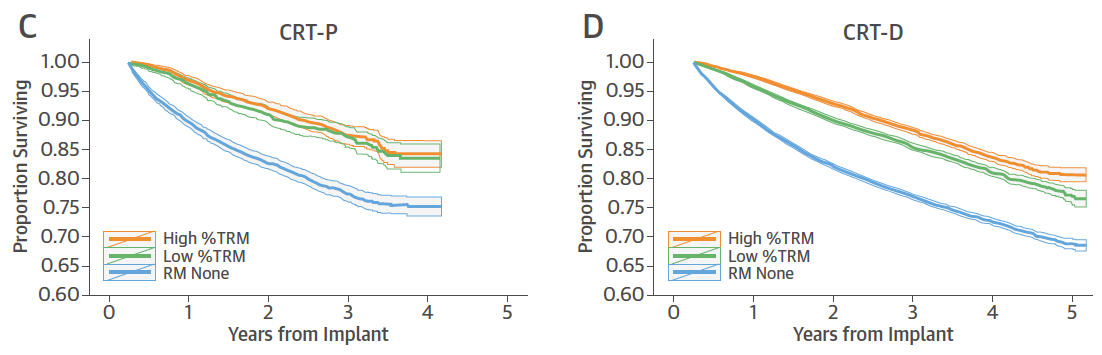 C
CRT-P
Proportion Surviving
1.00
0.95
0.90
0.85
0.80
0.75
0.70
0.65
0.60
High %TRM
Low %TRM
RM None
0 1 2 3 4 5
Years from Implant
D
CRT-D
Proportion Surviving
1.00
0.95
0.90
0.85
0.80
0.75
0.70
0.65
0.60
High %TRM
Low %TRM
RM None
0 1 2 3 4 5
Years from Implant